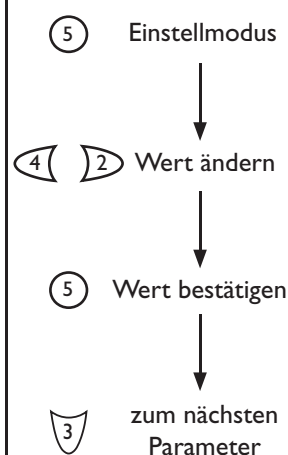 5 Einstellmodus
4 2 Wert ändern
5 Wert bestätigen
3 zum nächsten
Parameter